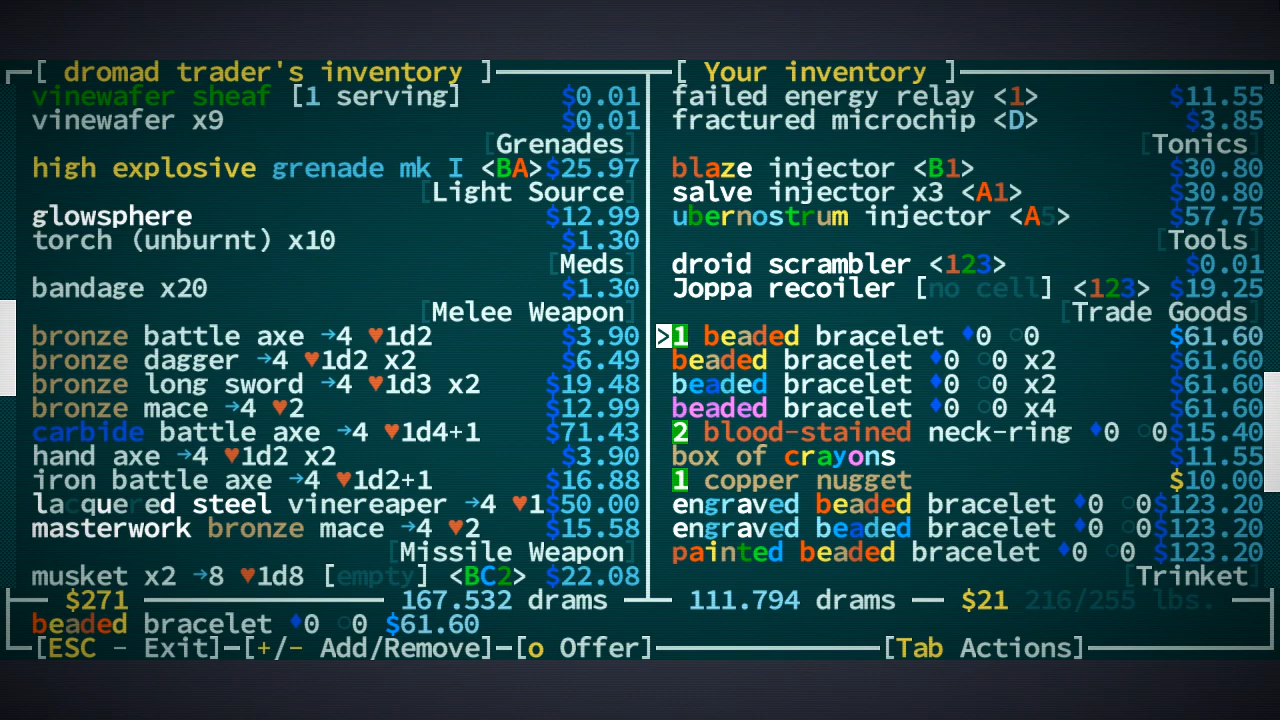 [ dromad trader's inventory ]
vinewafer sheaf [1 serving] $0.01
vinewafer x9 $0.01
[Grenades]
high explosive grenade mk I <BA> $25.97
[Light Source]
glowsphere $12.99
torch (unburnt) x10 $1.30
[Meds]
bandage x20 $1.30
[Melee Weapon]
bronze battle axe →4 ♥1d2 $3.90
bronze dagger →4 ♥1d2 x2 $6.49
bronze long sword →4 ♥1d3 x2 $19.48
bronze mace →4 ♥2 $12.99
carbide battle axe →4 ♥1d4+1 $71.43
hand axe →4 ♥1d2 x2 $3.90
iron battle axe →4 ♥1d2+1 $16.88
lacquered steel vinereaper →4 ♥1 $50.00
masterwork bronze mace →4 ♥2 $15.58
[Missile Weapon]
musket x2 →8 ♥1d8 [empty] <BC2> $22.08
[ Your inventory ]
failed energy relay <1> $11.55
fractured microchip <D> $3.85
[Tonics]
blaze injector <B1> $30.80
salve injector x3 <A1> $30.80
ubernostrum injector <A5> $57.75
[Tools]
droid scrambler <123> $0.01
Joppa recoiler [no cell] <123> $19.25
[Trade Goods]
>1 beaded bracelet ♦0 ○0 $61.60
beaded bracelet ♦0 ○0 x2 $61.60
beaded bracelet ♦0 ○0 x2 $61.60
beaded bracelet ♦0 ○0 x4 $61.60
2 blood-stained neck-ring ♦0 ○0 $15.40
box of crayons $11.55
1 copper nugget $10.00
engraved beaded bracelet ♦0 ○0 $123.20
engraved beaded bracelet ♦0 ○0 $123.20
painted beaded bracelet ♦0 ○0 $123.20
[Trinket]
$271 167.532 drams 111.794 drams $21 216/255 lbs.
beaded bracelet ♦0 ○0 $61.60
[ESC - Exit] [+/- Add/Remove] [o Offer] [Tab Actions]